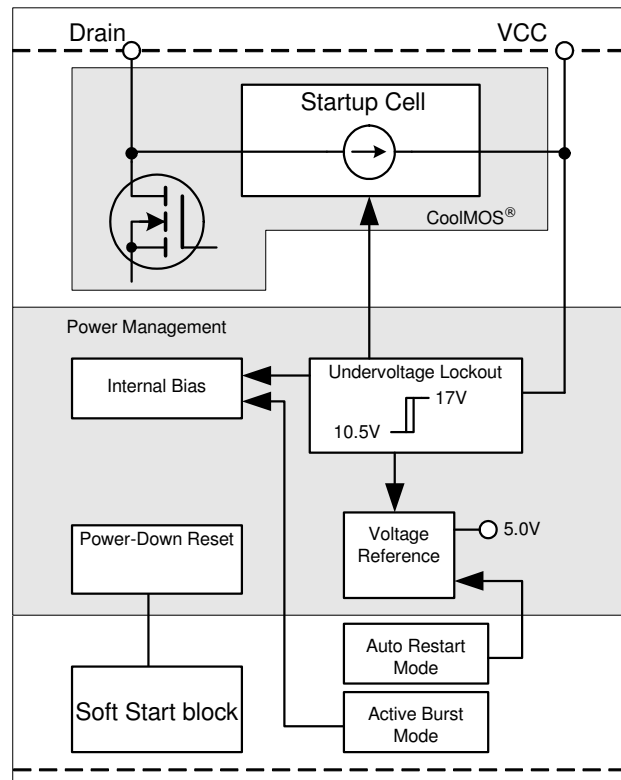 Drain
VCC
Startup Cell
CoolMOS®
Power Management
Internal Bias
Undervoltage Lockout
17V
10.5V
Power-Down Reset
Voltage
Reference
5.0V
Auto Restart
Mode
Soft Start block
Active Burst
Mode